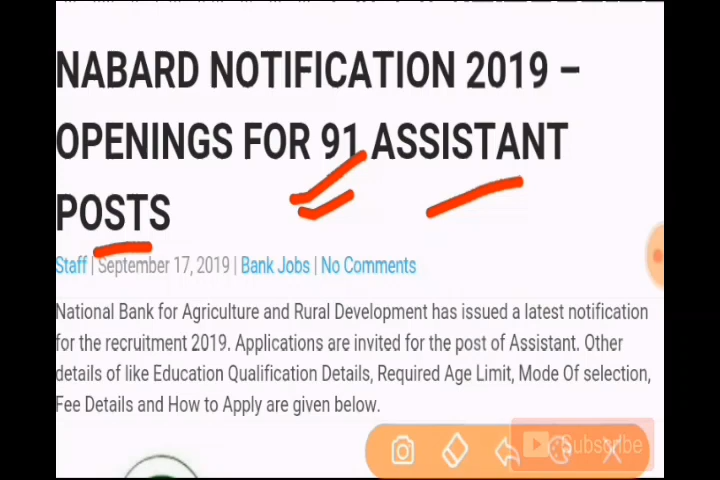 NABARD NOTIFICATION 2019 –
OPENINGS FOR 91 ASSISTANT
POSTS
Staff | September 17, 2019 | Bank Jobs | No Comments
National Bank for Agriculture and Rural Development has issued a latest notification
for the recruitment 2019. Applications are invited for the post of Assistant. Other
details of like Education Qualification Details, Required Age Limit, Mode Of selection,
Fee Details and How to Apply are given below.
Subscribe